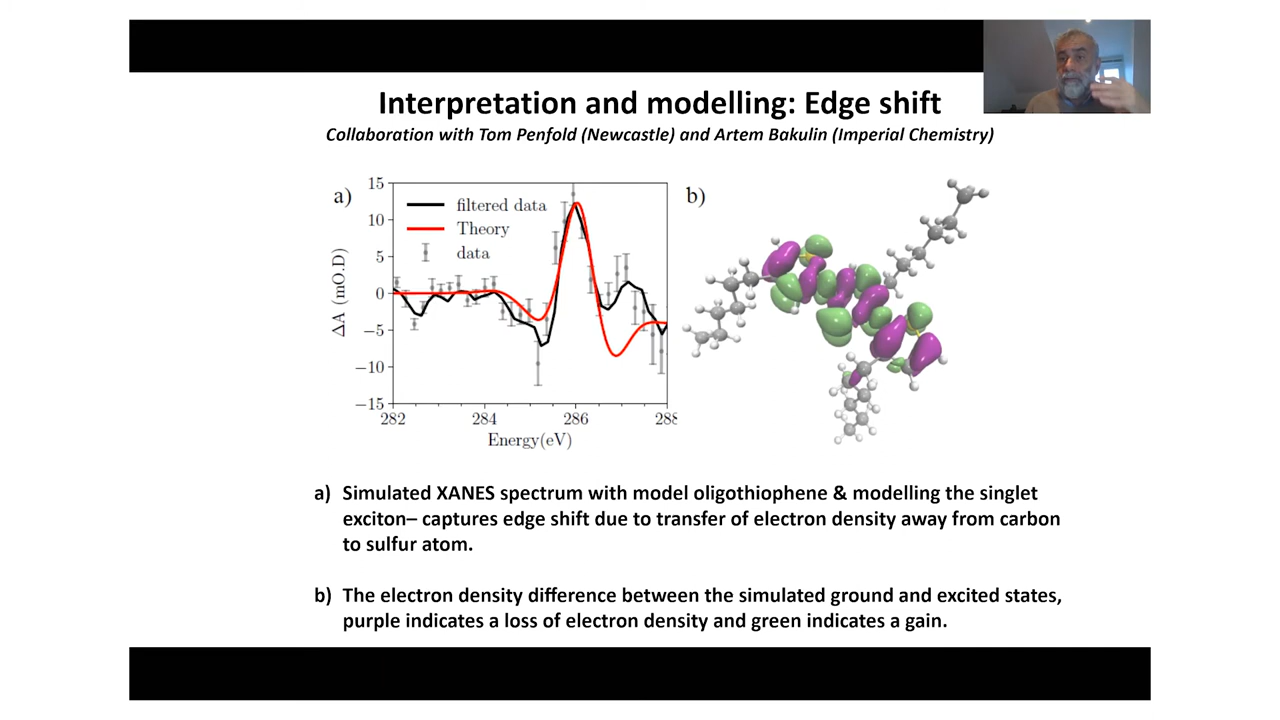 Interpretation and modelling: Edge shift
Collaboration with Tom Penfold (Newcastle) and Artem Bakulin (Imperial Chemistry)
a)
15
10
5
0
−5
−10
−15
ΔA (mO.D)
filtered data
Theory
data
282
284
286
288
Energy(eV)
b)
a) Simulated XANES spectrum with model oligothiophene & modelling the singlet
exciton– captures edge shift due to transfer of electron density away from carbon
to sulfur atom.
b) The electron density difference between the simulated ground and excited states,
purple indicates a loss of electron density and green indicates a gain.